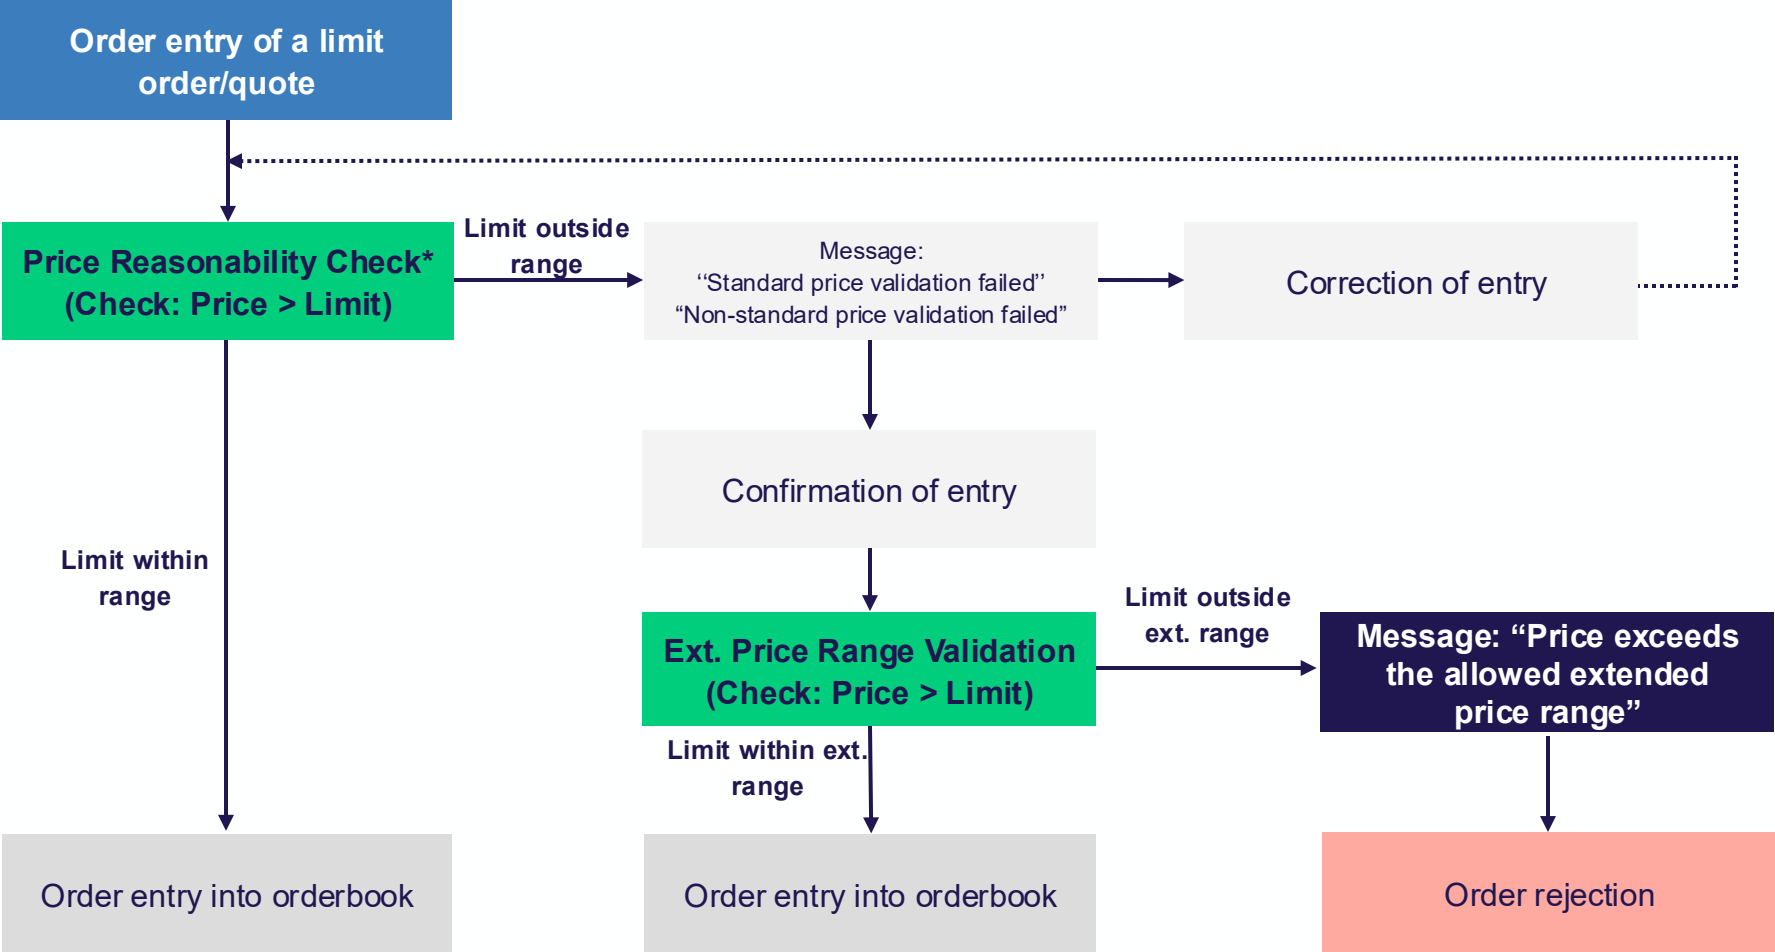 Order entry of a limit
order/quote
Price Reasonability Check*
(Check: Price > Limit)
Limit outside
range
Message:
‘‘Standard price validation failed’’
“Non-standard price validation failed”
Correction of entry
Confirmation of entry
Limit within
range
Ext. Price Range Validation
(Check: Price > Limit)
Limit outside
ext. range
Message: “Price exceeds
the allowed extended
price range”
Limit within ext.
range
Order entry into orderbook
Order entry into orderbook
Order rejection